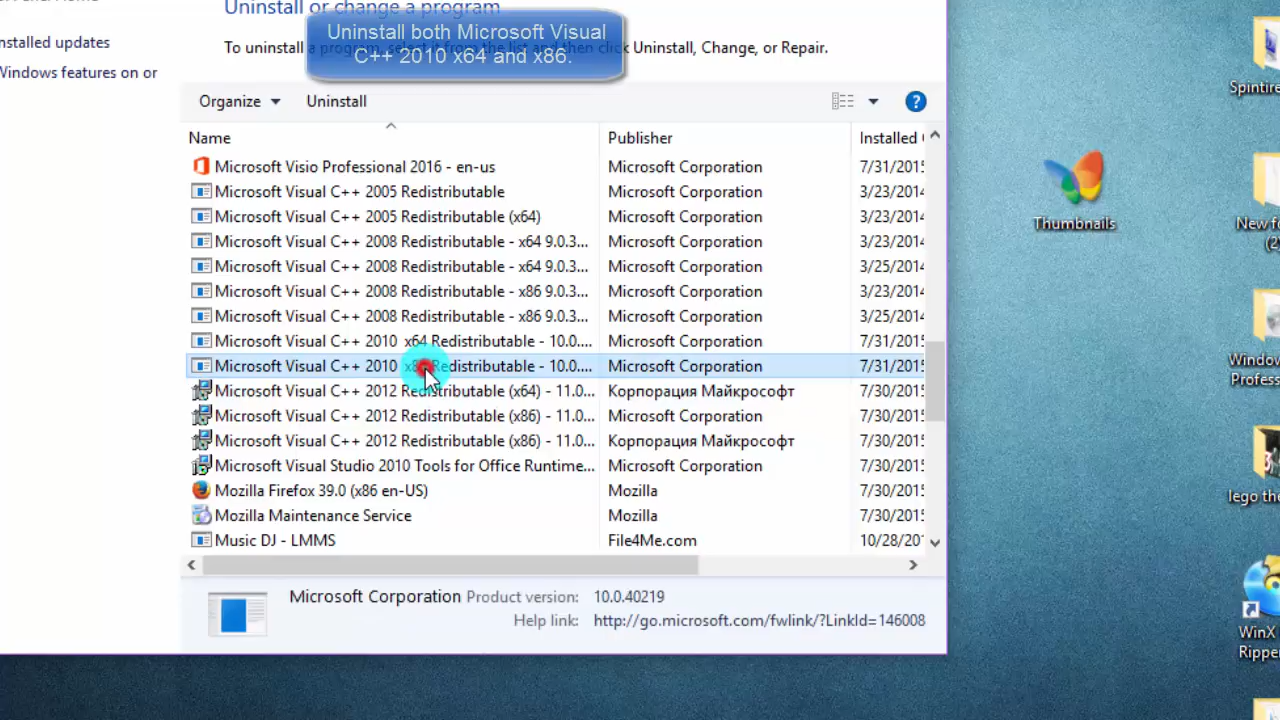 Uninstall or change a program
Uninstall both Microsoft Visual
C++ 2010 x64 and x86.
To uninstall a program, select it from the list and then click Uninstall, Change, or Repair.
nstalled updates
Windows features on or
Organize
Uninstall
Name
Publisher
Installed
Microsoft Visio Professional 2016 - en-us
Microsoft Corporation
7/31/2015
Microsoft Visual C++ 2005 Redistributable
Microsoft Corporation
3/23/2014
Microsoft Visual C++ 2005 Redistributable (x64)
Microsoft Corporation
3/23/2014
Microsoft Visual C++ 2008 Redistributable - x64 9.0.3...
Microsoft Corporation
3/23/2014
Microsoft Visual C++ 2008 Redistributable - x64 9.0.3...
Microsoft Corporation
3/25/2014
Microsoft Visual C++ 2008 Redistributable - x86 9.0.3...
Microsoft Corporation
3/23/2014
Microsoft Visual C++ 2008 Redistributable - x86 9.0.3...
Microsoft Corporation
3/25/2014
Microsoft Visual C++ 2010 x64 Redistributable - 10.0....
Microsoft Corporation
7/31/2015
Microsoft Visual C++ 2010 x86 Redistributable - 10.0....
Microsoft Corporation
7/31/2015
Microsoft Visual C++ 2012 Redistributable (x64) - 11.0...
Корпорация Майкрософт
7/30/2015
Microsoft Visual C++ 2012 Redistributable (x86) - 11.0...
Microsoft Corporation
7/30/2015
Microsoft Visual C++ 2012 Redistributable (x86) - 11.0...
Корпорация Майкрософт
7/30/2015
Microsoft Visual Studio 2010 Tools for Office Runtime...
Microsoft Corporation
7/30/2015
Mozilla Firefox 39.0 (x86 en-US)
Mozilla
7/30/2015
Mozilla Maintenance Service
Mozilla
7/30/2015
Music DJ - LMMS
File4Me.com
10/28/20
Microsoft Corporation
Product version: 10.0.40219
Help link: http://go.microsoft.com/fwlink/?LinkId=146008
Thumbnails
Spintire
New fo
(2
Window
Profess
lego the
WinX
Ripper